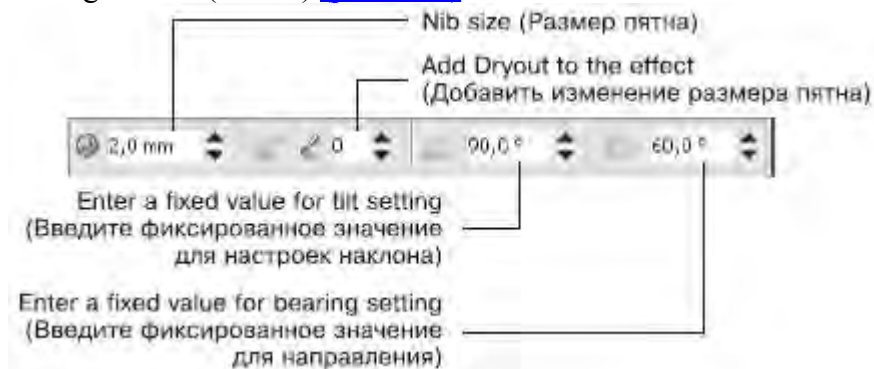 Nib size (Размер пятна)
Add Dryout to the effect
(Добавить изменение размера пятна)
2,0 mm 0 90,0 ° 60,0 °
Enter a fixed value for tilt setting
(Введите фиксированное значение
для настроек наклона)
Enter a fixed value for bearing setting
(Введите фиксированное значение
для направления)